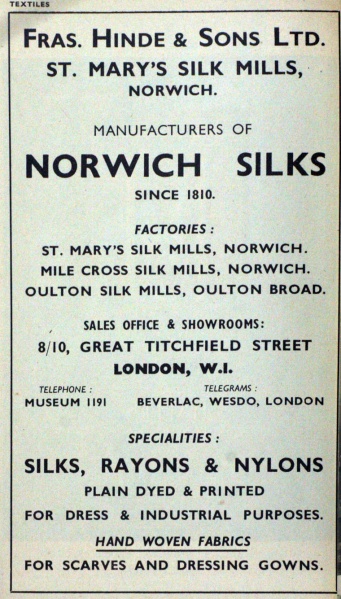 TEXTILES
FRAS. HINDE & SONS LTD.
ST. MARY'S SILK MILLS,
NORWICH.
MANUFACTURERS OF
NORWICH SILKS
SINCE 1810.
FACTORIES :
ST. MARY'S SILK MILLS, NORWICH.
MILE CROSS SILK MILLS, NORWICH.
OULTON SILK MILLS, OULTON BROAD.
SALES OFFICE & SHOWROOMS:
8/10, GREAT TITCHFIELD STREET
LONDON, W.I.
TELEPHONE : TELEGRAMS :
MUSEUM 1191 BEVERLAC, WESDO, LONDON
SPECIALITIES :
SILKS, RAYONS & NYLONS
PLAIN DYED & PRINTED
FOR DRESS & INDUSTRIAL PURPOSES.
HAND WOVEN FABRICS
FOR SCARVES AND DRESSING GOWNS.